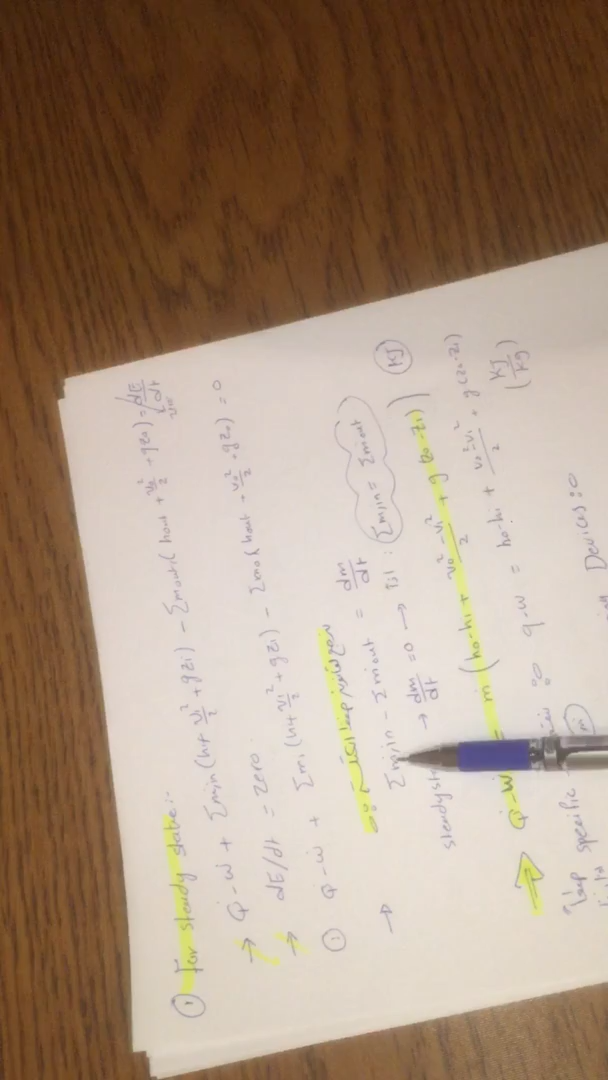 ① For steady state:-
→ Q̇ - Ẇ + Σṁin (hi + vi²/2 + gzi) - Σṁout (hout + vo²/2 + gzo) = dE/dt
→ dE/dt = zero
① Q̇ - Ẇ + Σṁi (hi + vi²/2 + gzi) - Σṁo (hout + vo²/2 + gzo) = 0
→ Σṁin - Σṁout = dm/dt
→ dm/dt = 0 → : Σṁin = Σṁout (KJ)
⇒ Q̇ - Ẇ = ṁ (ho-hi + vo²-vi²/2 + g(zo-zi))
q-w = ho-hi + vo²-vi²/2 + g(zo-zi) (KJ/Kg)
specific
Devices: